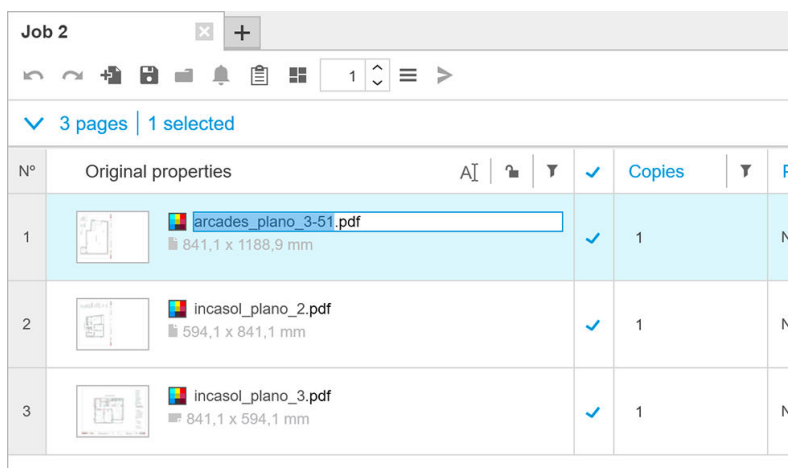 Job 2
1
3 pages 1 selected
Nº Original properties Copies
1 arcades_plano_3-51.pdf 1
841,1 x 1188,9 mm
2 incasol_plano_2.pdf 1
594,1 x 841,1 mm
3 incasol_plano_3.pdf 1
841,1 x 594,1 mm